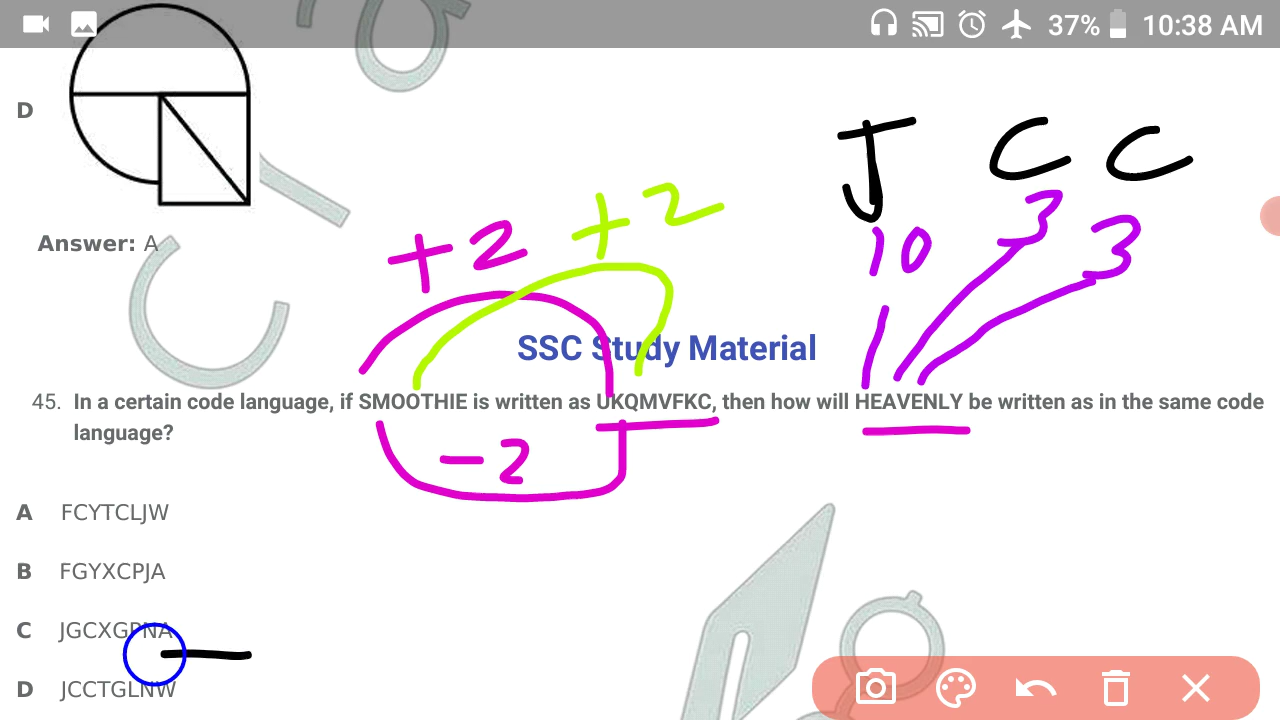 37% 10:38 AM
D
J C C
+2 +2
10 3 3
Answer: A
SSC Study Material
45. In a certain code language, if SMOOTHIE is written as UKQMVFKC, then how will HEAVENLY be written as in the same code
language?
-2
A FCYTCLJW
B FGYXCPJA
C JGCXGPNA
D JCCTGLNW